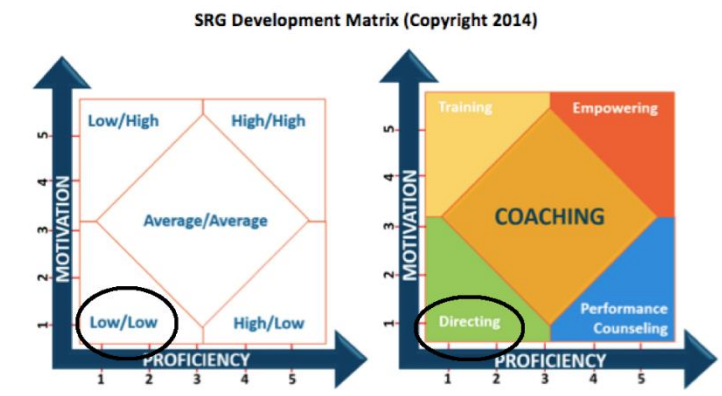 SRG Development Matrix (Copyright 2014)
Low/High
High/High
Average/Average
Low/Low
High/Low
MOTIVATION
1
2
3
4
5
PROFICIENCY
1
2
3
4
5
Training
Empowering
COACHING
Directing
Performance
Counseling
MOTIVATION
1
2
3
4
5
PROFICIENCY
1
2
3
4
5